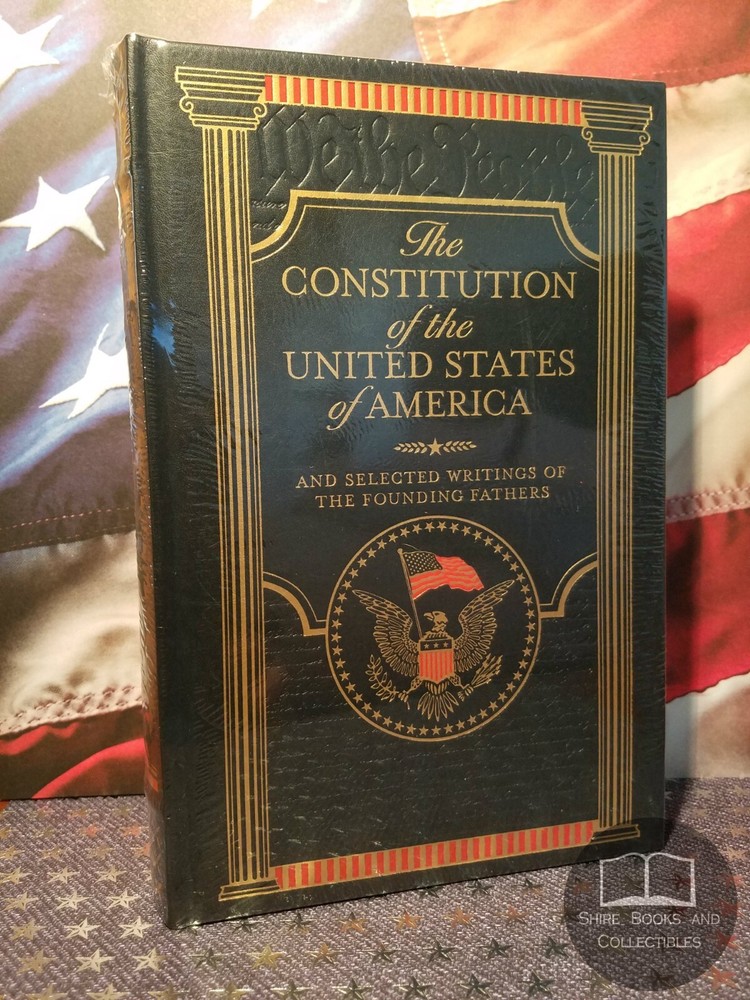 We the People
The
CONSTITUTION
of the
UNITED STATES
of AMERICA
AND SELECTED WRITINGS OF
THE FOUNDING FATHERS
SHIRE BOOKS AND
COLLECTIBLES